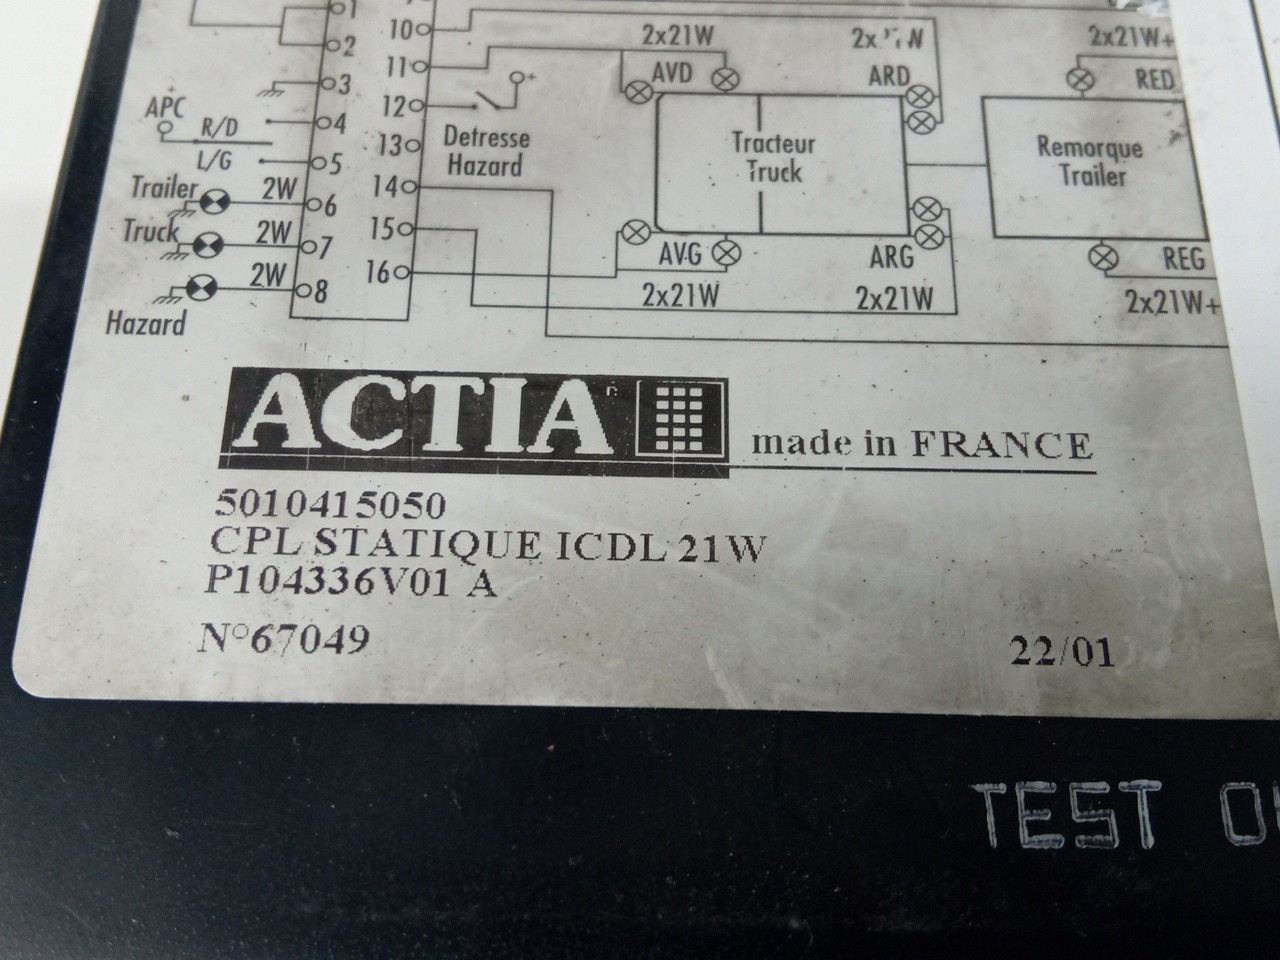 1
2
3
4
5
6
7
8
10
11
12
13
14
15
16
APC
+
R/D
L/G
Trailer 2W
Truck 2W
2W
Hazard
+
Detresse
Hazard
2x21W
AVD
ARD
2x21W+
RED
Tracteur
Truck
Remorque
Trailer
AVG
ARG
REG
2x21W
2x21W
2x21W+
ACTIA
made in FRANCE
5010415050
CPL STATIQUE ICDL 21W
P104336V01 A
N°67049
22/01
TEST